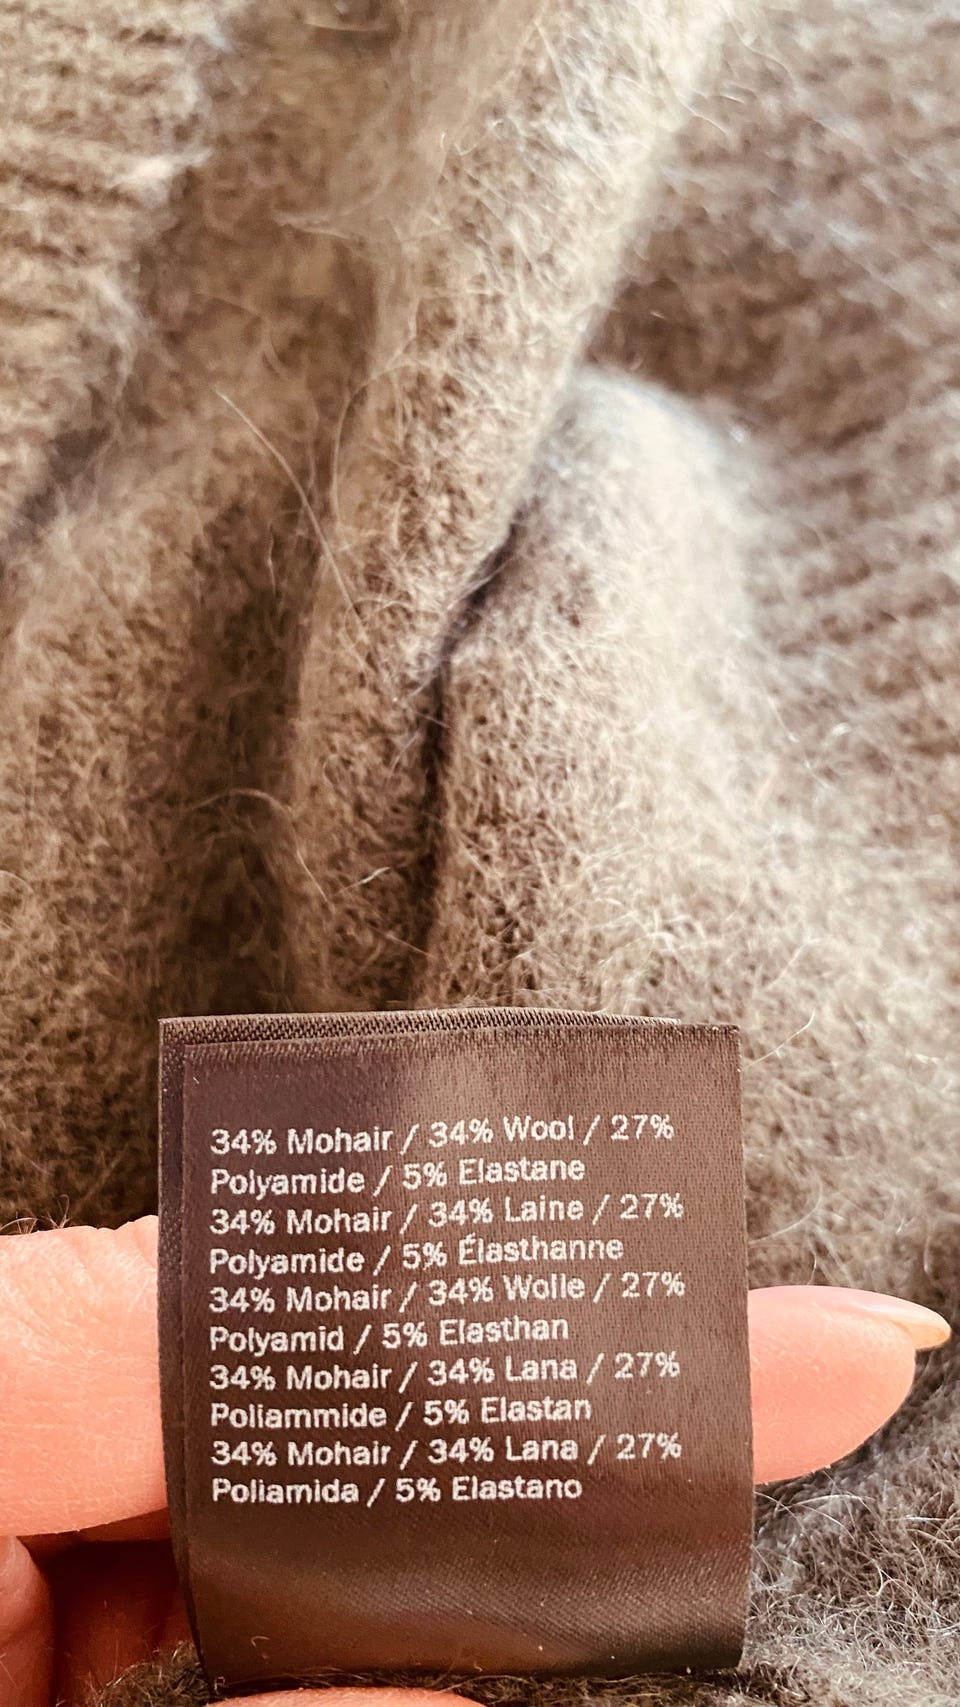 34% Mohair / 34% Wool / 27%
Polyamide / 5% Elastane
34% Mohair / 34% Laine / 27%
Polyamide / 5% Élasthanne
34% Mohair / 34% Wolle / 27%
Polyamid / 5% Elasthan
34% Mohair / 34% Lana / 27%
Poliammide / 5% Elastan
34% Mohair / 34% Lana / 27%
Poliamida / 5% Elastano